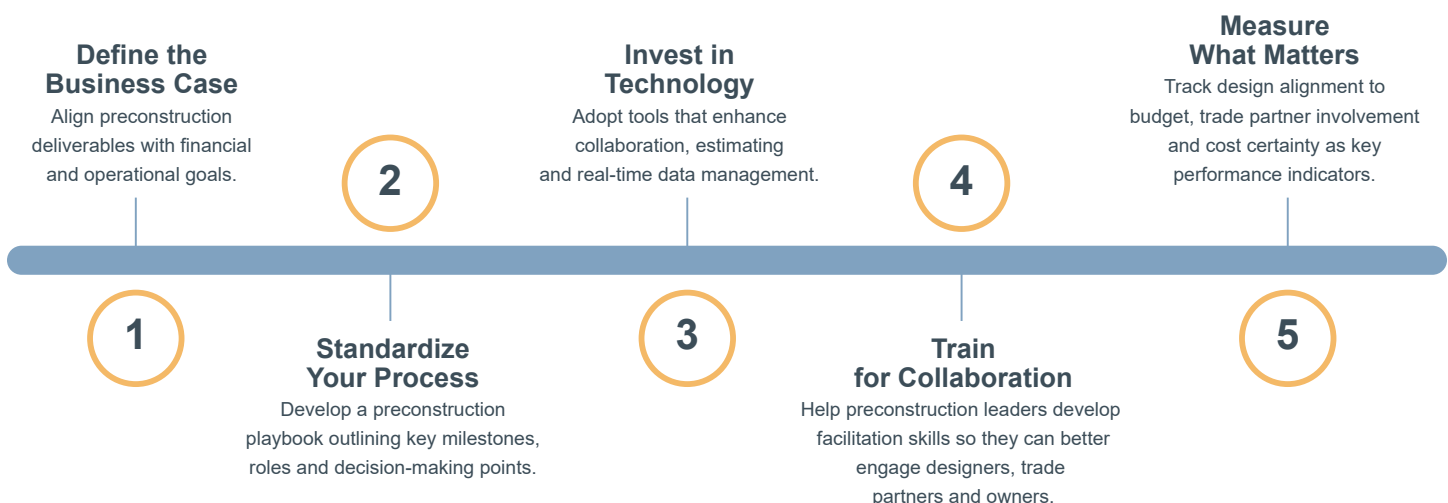 Define the
Business Case
Align preconstruction
deliverables with financial
and operational goals.
1
2
Standardize
Your Process
Develop a preconstruction
playbook outlining key milestones,
roles and decision-making points.
Invest in
Technology
Adopt tools that enhance
collaboration, estimating
and real-time data management.
3
4
Train
for Collaboration
Help preconstruction leaders develop
facilitation skills so they can better
engage designers, trade
partners and owners.
Measure
What Matters
Track design alignment to
budget, trade partner involvement
and cost certainty as key
performance indicators.
5